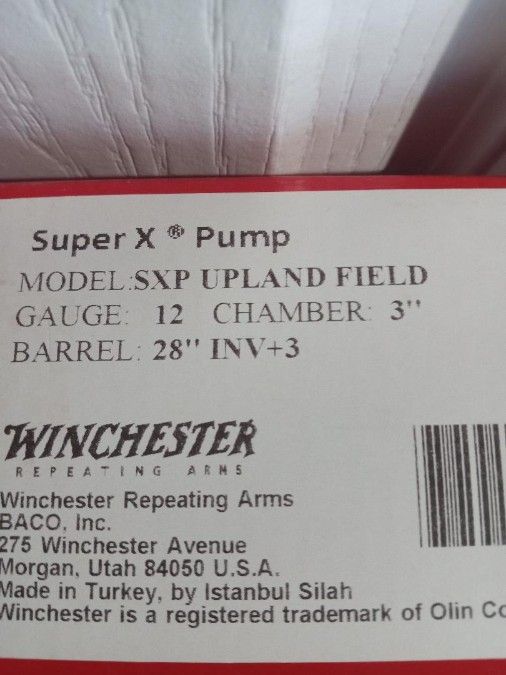 Super X ® Pump
MODEL:SXP UPLAND FIELD
GAUGE: 12 CHAMBER: 3"
BARREL: 28" INV+3
WINCHESTER
REPEATING ARMS
Winchester Repeating Arms
BACO, Inc.
275 Winchester Avenue
Morgan, Utah 84050 U.S.A.
Made in Turkey, by Istanbul Silah
Winchester is a registered trademark of Olin